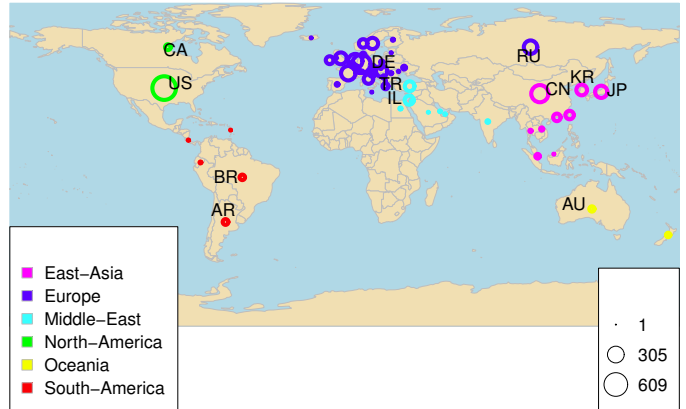 CA
US
DE
RU
TR
IL
CN
KR
JP
BR
AR
AU
East−Asia
Europe
Middle−East
North−America
Oceania
South−America
1
305
609